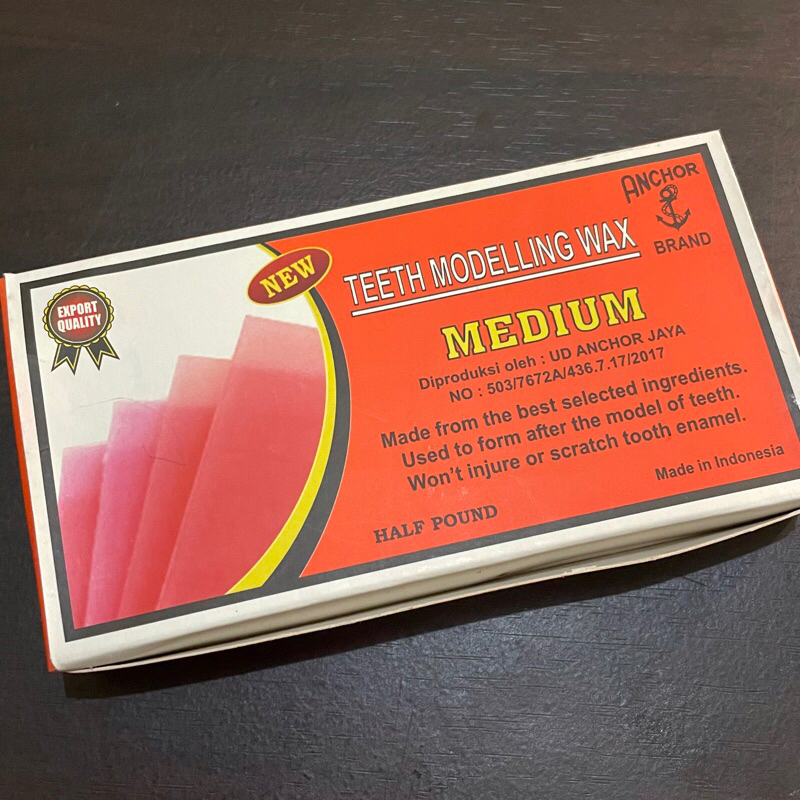 ANCHOR
BRAND
EXPORT
QUALITY
NEW
TEETH MODELLING WAX
MEDIUM
Diproduksi oleh : UD ANCHOR JAYA
NO : 503/7672A/436.7.17/2017
Made from the best selected ingredients.
Used to form after the model of teeth.
Won't injure or scratch tooth enamel.
Made in Indonesia
HALF POUND